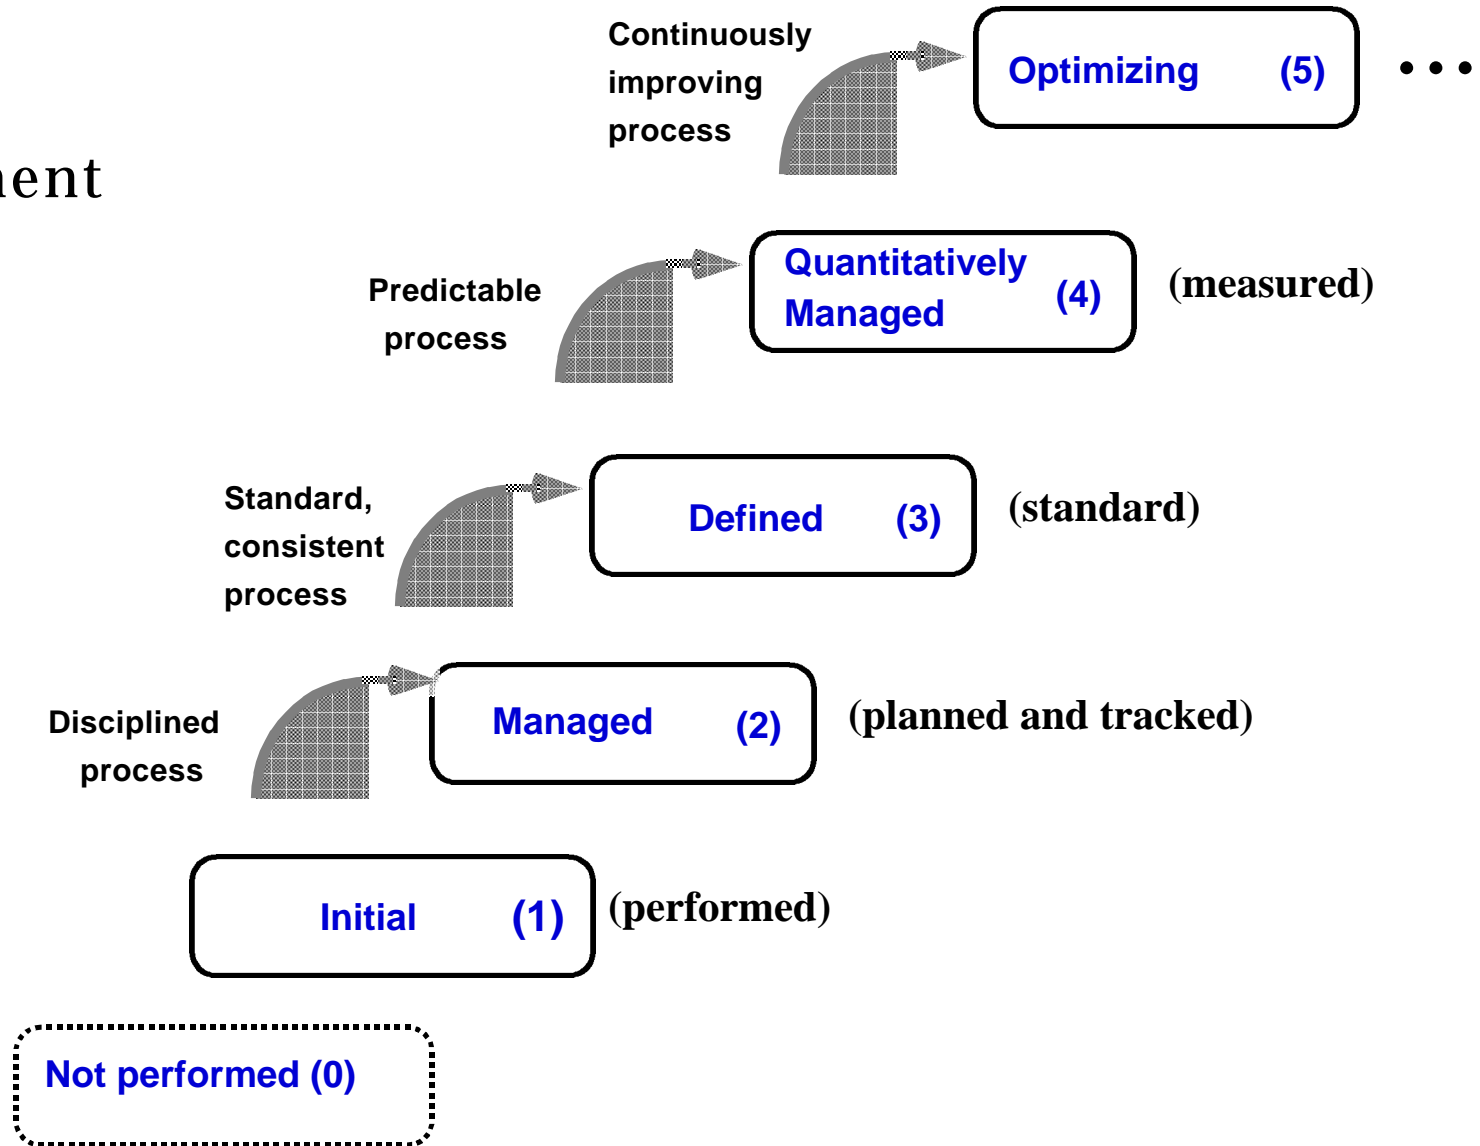 Continuously
improving
process
Optimizing (5)
• • •
Predictable
process
Quantitatively
Managed (4)
(measured)
Standard,
consistent
process
Defined (3)
(standard)
Disciplined
process
Managed (2)
(planned and tracked)
Initial (1)
(performed)
Not performed (0)